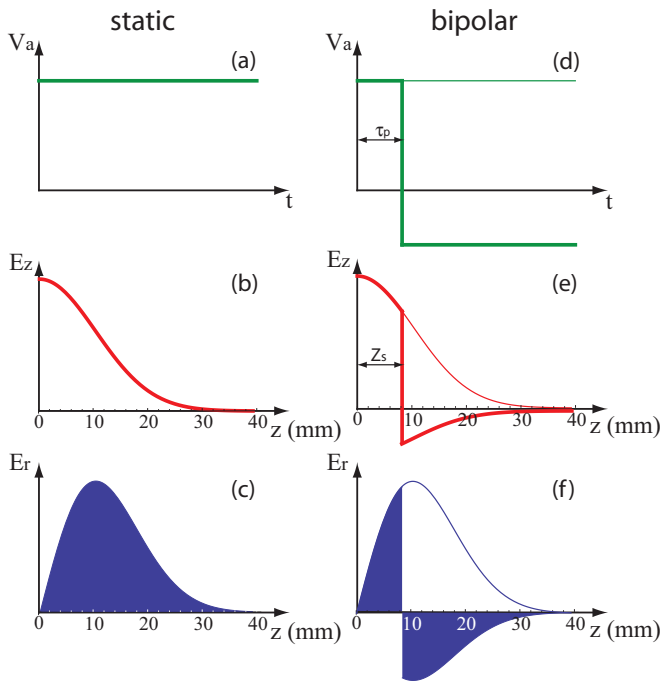 static bipolar
Va (a) Va (d)
τp
t t
Ez (b) Ez (e)
Zs
0 10 20 30 40 0 10 20 30 40
z (mm) z (mm)
Er (c) Er (f)
0 10 20 30 40 0 10 20 30 40
z (mm) z (mm)